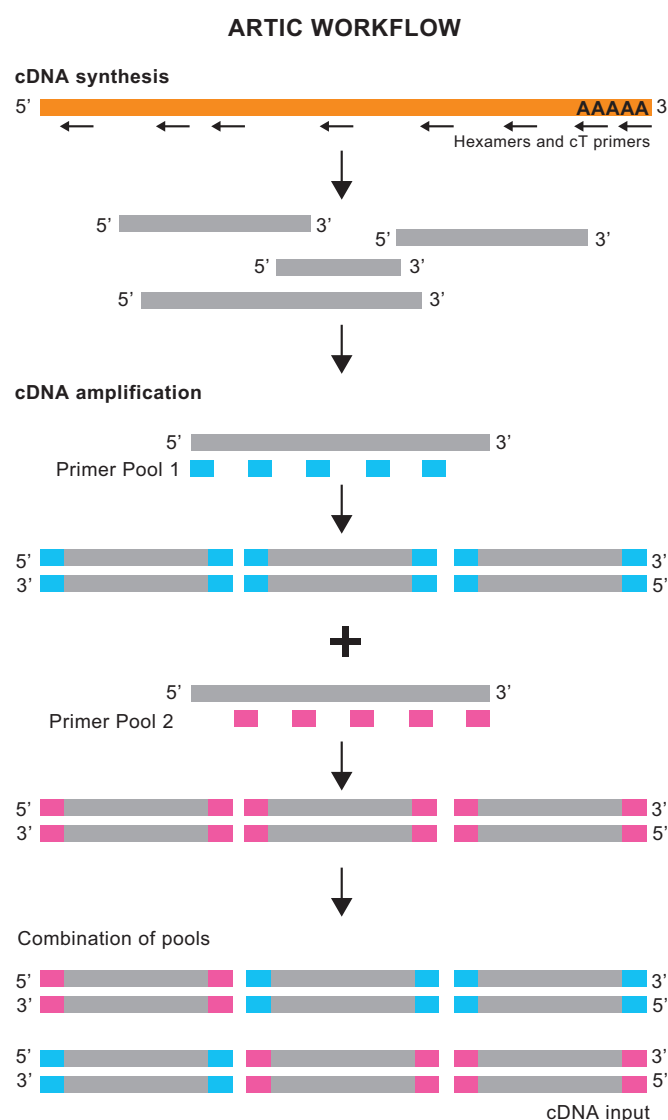 ARTIC WORKFLOW
cDNA synthesis
5’ AAAAA 3
Hexamers and cT primers
5’ 3’
5’ 3’
5’ 3’
5’ 3’
cDNA amplification
5’ 3’
Primer Pool 1
5’ 3’
3’ 5’
+
5’ 3’
Primer Pool 2
5’ 3’
3’ 5’
Combination of pools
5’ 3’
3’ 5’
5’ 3’
3’ 5’
cDNA input